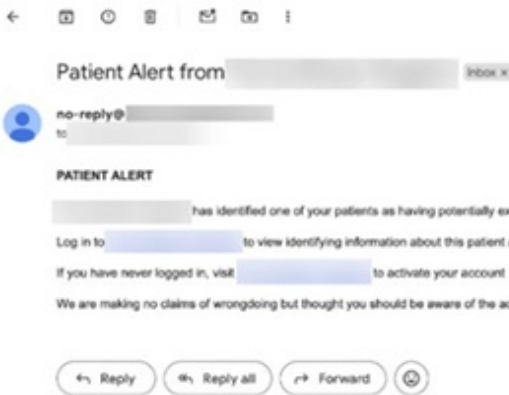 Patient Alert from
Inbox ×
no-reply@
to
PATIENT ALERT
has identified one of your patients as having potentially
Log in to to view identifying information about this patient
If you have never logged in, visit to activate your account
We are making no claims of wrongdoing but thought you should be aware of the
Reply
Reply all
Forward